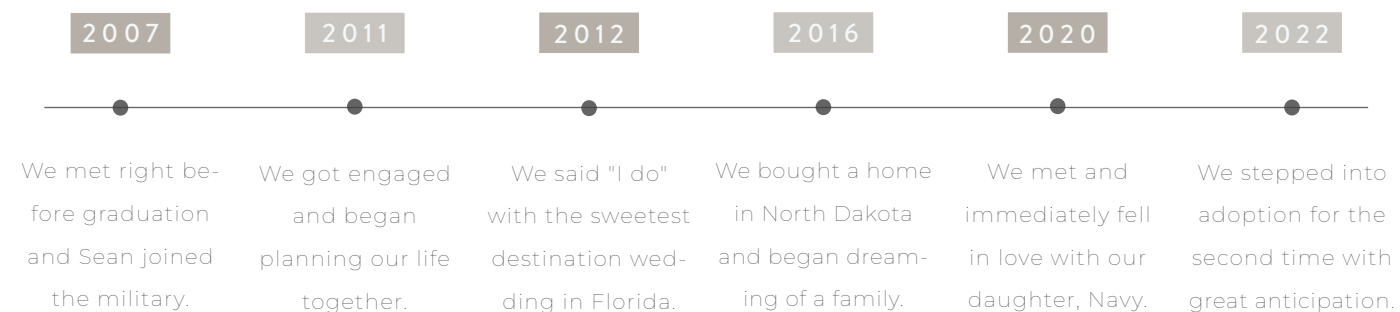 2007
2011
2012
2016
2020
2022
We met right be-
fore graduation
and Sean joined
the military.
We got engaged
and began
planning our life
together.
We said "I do"
with the sweetest
destination wed-
ding in Florida.
We bought a home
in North Dakota
and began dream-
ing of a family.
We met and
immediately fell
in love with our
daughter, Navy.
We stepped into
adoption for the
second time with
great anticipation.